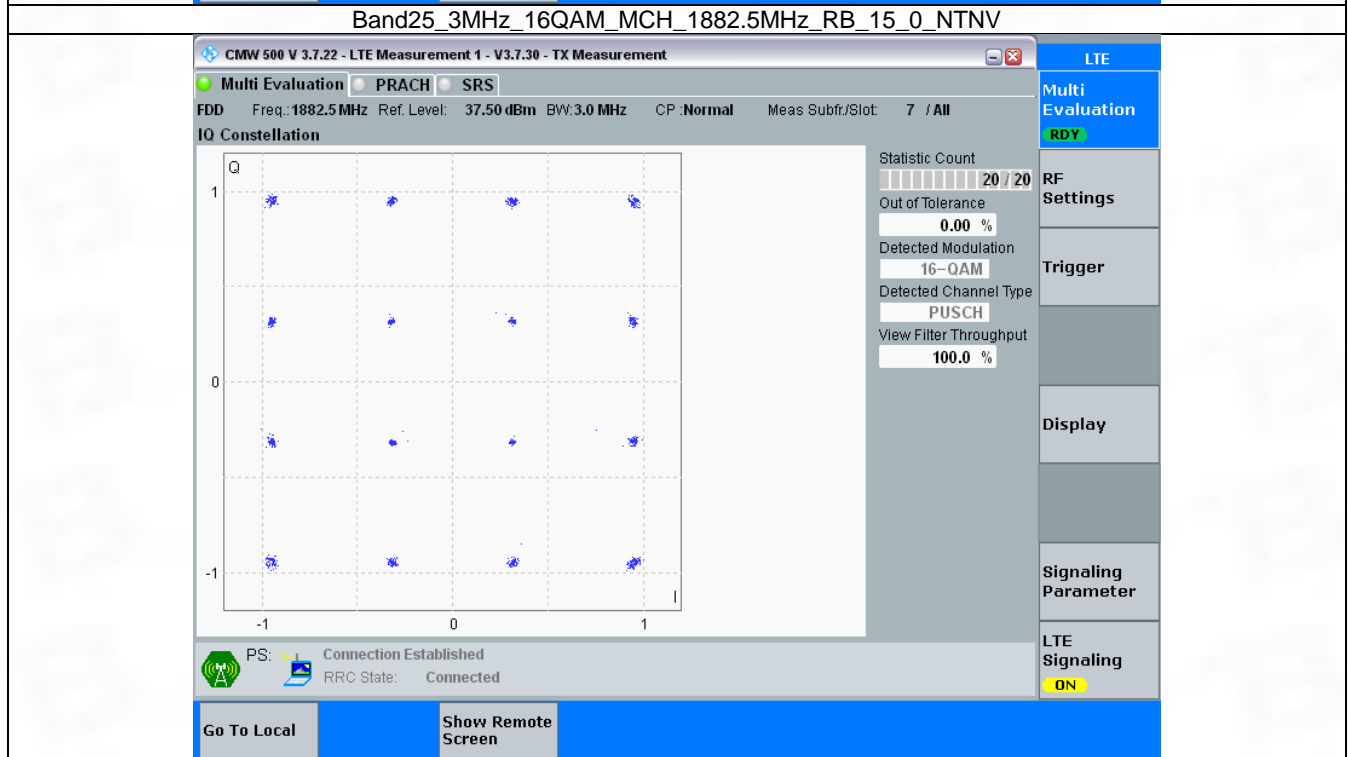 Band25_3MHz_16QAM_MCH_1882.5MHz_RB_15_0_NTNV
CMW 500 V 3.7.22 - LTE Measurement 1 - V3.7.30 - TX Measurement
LTE
Multi Evaluation PRACH SRS
Multi
Evaluation
RDY
FDD Freq.:1882.5 MHz Ref. Level: 37.50 dBm BW:3.0 MHz CP :Normal Meas Subfr./Slot: 7 / All
IQ Constellation
Q
1
0
-1
I
-1 0 1
Statistic Count
20 / 20
Out of Tolerance
0.00 %
Detected Modulation
16-QAM
Detected Channel Type
PUSCH
View Filter Throughput
100.0 %
RF
Settings
Trigger
Display
Signaling
Parameter
LTE
Signaling
ON
PS: Connection Established
RRC State: Connected
Go To Local
Show Remote
Screen